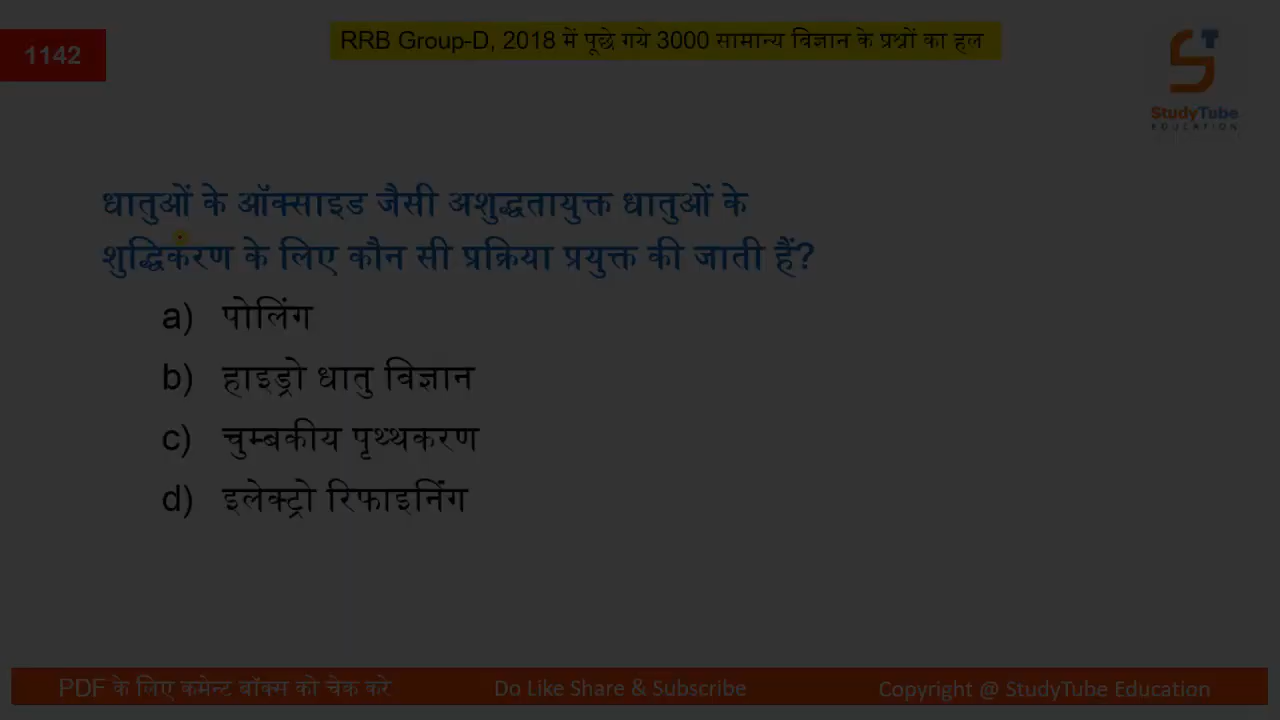 1142
RRB Group-D, 2018 में पूछे गये 3000 सामान्य विज्ञान के प्रश्नों का हल
StudyTube
EDUCATION
धातुओं के ऑक्साइड जैसी अशुद्धतायुक्त धातुओं के
शुद्धिकरण के लिए कौन सी प्रक्रिया प्रयुक्त की जाती हैं?
a) पोलिंग
b) हाइड्रो धातु विज्ञान
c) चुम्बकीय पृथ्थकरण
d) इलेक्ट्रो रिफाइनिंग
PDF के लिए कमेन्ट बॉक्स को चेक करे
Do Like Share & Subscribe
Copyright @ StudyTube Education